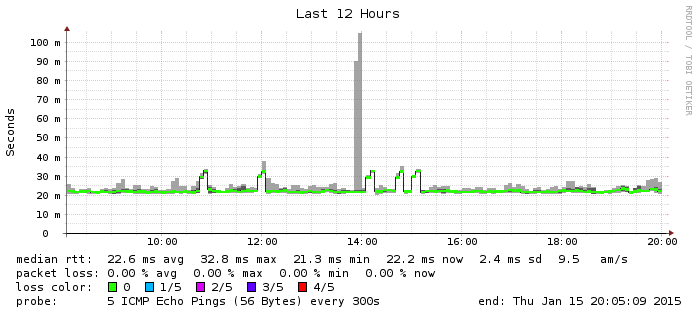 Last 12 Hours
RRDTOOL / TOBI OETIKER
Seconds
100 m
90 m
80 m
70 m
60 m
50 m
40 m
30 m
20 m
10 m
0
10:00 12:00 14:00 16:00 18:00 20:00
median rtt: 22.6 ms avg 32.8 ms max 21.3 ms min 22.2 ms now 2.4 ms sd 9.5 am/s
packet loss: 0.00 % avg 0.00 % max 0.00 % min 0.00 % now
loss color: 0 1/5 2/5 3/5 4/5
probe: 5 ICMP Echo Pings (56 Bytes) every 300s end: Thu Jan 15 20:05:09 2015